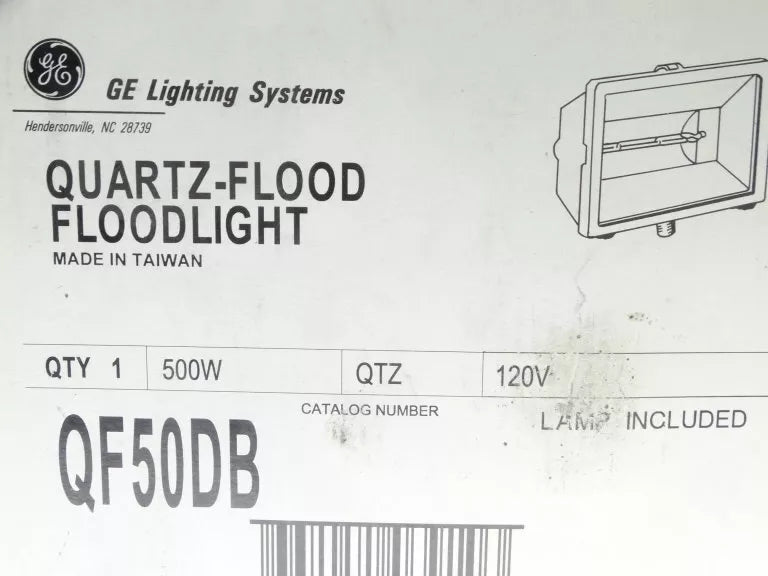 GE
GE Lighting Systems
Hendersonville, NC 28739
QUARTZ-FLOOD
FLOODLIGHT
MADE IN TAIWAN
QTY 1 500W QTZ 120V
CATALOG NUMBER LAMP INCLUDED
QF50DB